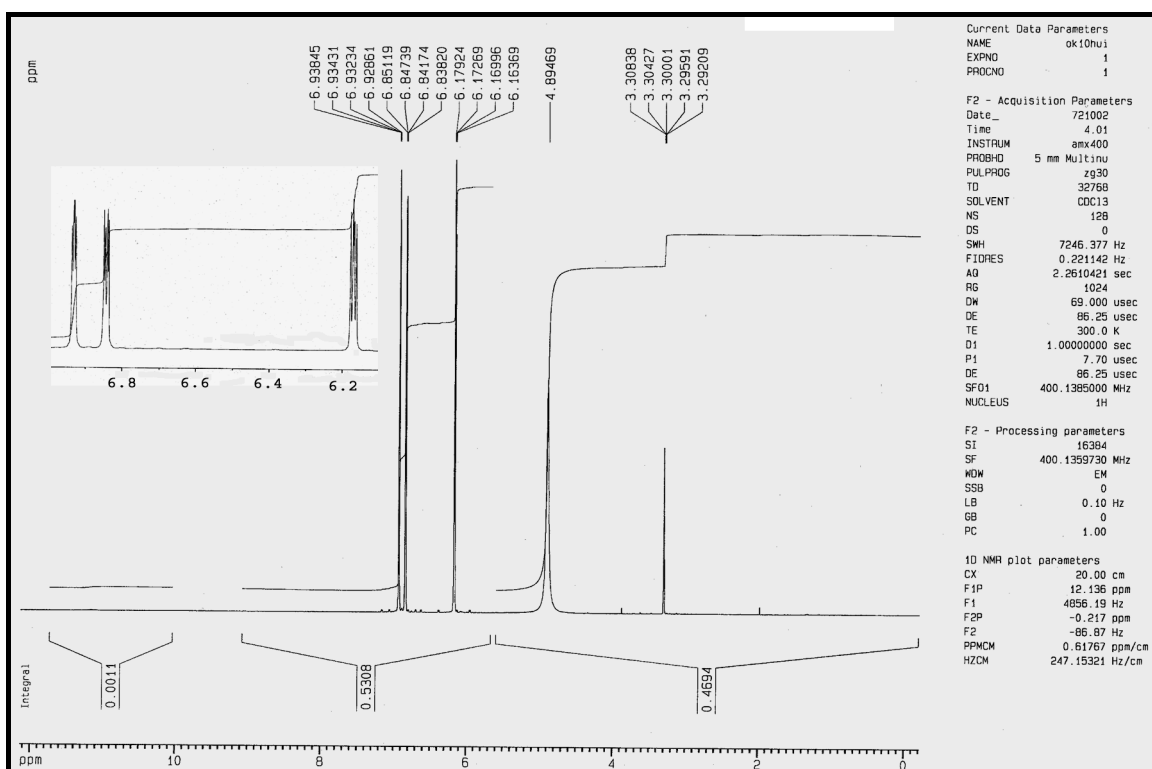 ppm
6.93845
6.93431
6.93234
6.92861
6.85119
6.84739
6.84174
6.83820
6.17924
6.17269
6.16996
6.16369
4.89469
3.30838
3.30427
3.30001
3.29591
3.29209
6.8 6.6 6.4 6.2
Integral
0.0011
0.5308
0.4694
ppm 10 8 6 4 2 0
Current Data Parameters
NAME ok10hui
EXPNO 1
PROCNO 1
F2 - Acquisition Parameters
Date_ 721002
Time 4.01
INSTRUM amx400
PROBHD 5 mm Multinu
PULPROG zg30
TD 32768
SOLVENT CDCl3
NS 128
DS 0
SWH 7246.377 Hz
FIDRES 0.221142 Hz
AQ 2.2610421 sec
RG 1024
DW 69.000 usec
DE 86.25 usec
TE 300.0 K
D1 1.00000000 sec
P1 7.70 usec
DE 86.25 usec
SFO1 400.1385000 MHz
NUCLEUS 1H
F2 - Processing parameters
SI 16384
SF 400.1359730 MHz
WDW EM
SSB 0
LB 0.10 Hz
GB 0
PC 1.00
1D NMR plot parameters
CX 20.00 cm
F1P 12.136 ppm
F1 4856.19 Hz
F2P -0.217 ppm
F2 -86.87 Hz
PPMCM 0.61767 ppm/cm
HZCM 247.15321 Hz/cm